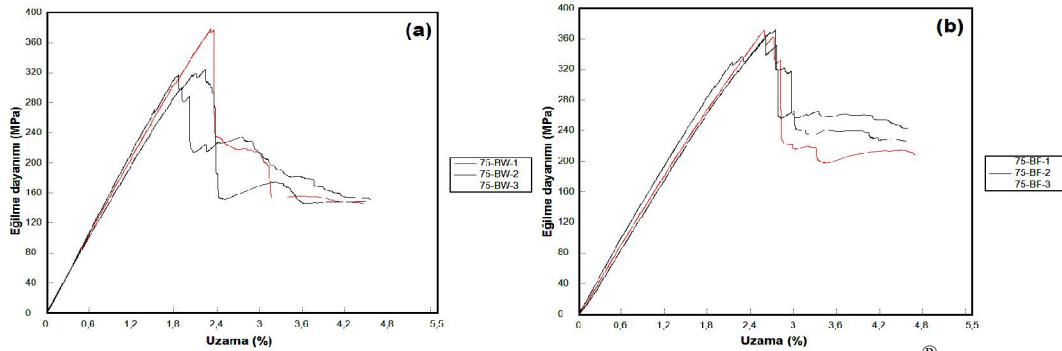 (a)
Eğilme dayanımı (MPa)
400
360
320
280
240
200
160
120
80
40
0
0 0,6 1,2 1,8 2,4 3 3,6 4,2 4,8 5,5
Uzama (%)
75-BW-1
75-BW-2
75-BW-3
(b)
Eğilme dayanımı (MPa)
400
360
320
280
240
200
160
120
80
40
0
0 0,6 1,2 1,8 2,4 3 3,6 4,2 4,8 5,5
Uzama (%)
75-BF-1
75-BF-2
75-BF-3
®